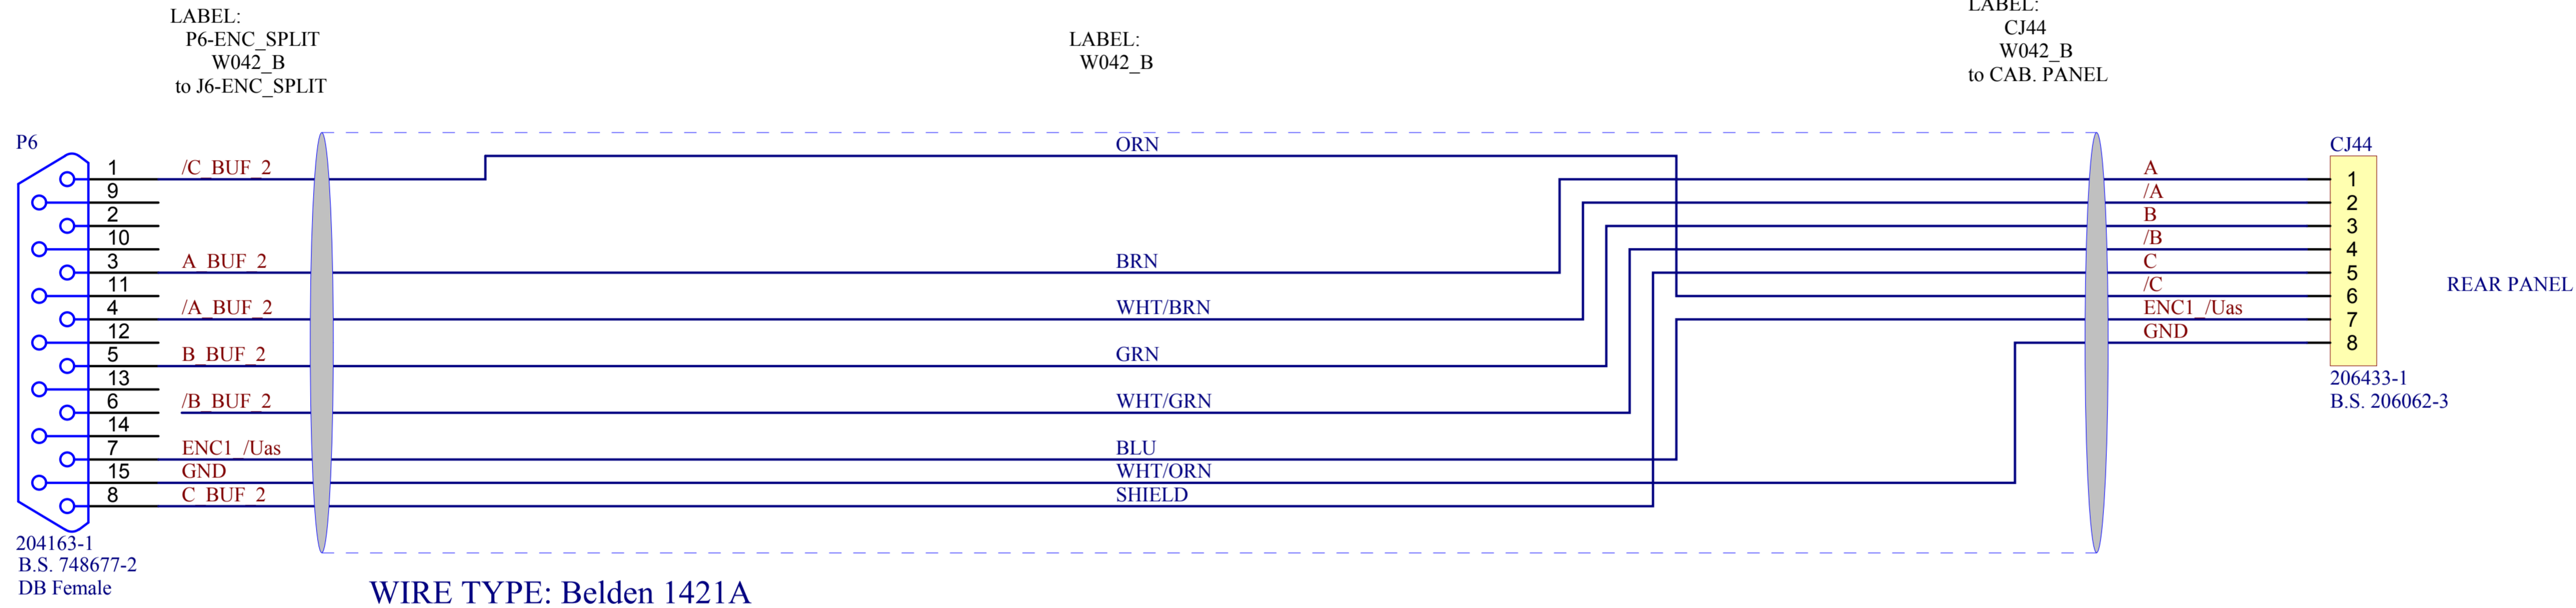 LABEL:
P6-ENC_SPLIT
W042_B
to J6-ENC_SPLIT
LABEL:
W042_B
LABEL:
CJ44
W042_B
to CAB. PANEL
P6
1
9
2
10
3
11
4
12
5
13
6
14
7
15
8
/C_BUF_2
A_BUF_2
/A_BUF_2
B_BUF_2
/B_BUF_2
ENC1_/Uas
GND
C_BUF_2
204163-1
B.S. 748677-2
DB Female
ORN
BRN
WHT/BRN
GRN
WHT/GRN
BLU
WHT/ORN
SHIELD
WIRE TYPE: Belden 1421A
A
/A
B
/B
C
/C
ENC1_/Uas
GND
CJ44
1
2
3
4
5
6
7
8
206433-1
B.S. 206062-3
REAR PANEL